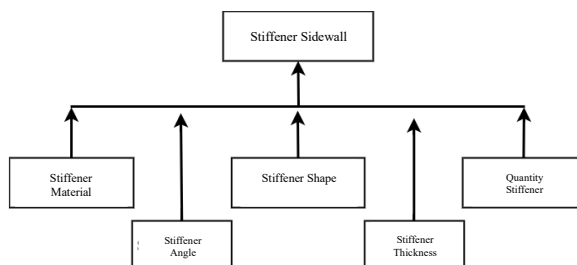 Stiffener Sidewall
Stiffener
Material
Stiffener Shape
Quantity
Stiffener
Stiffener
Angle
Stiffener
Thickness